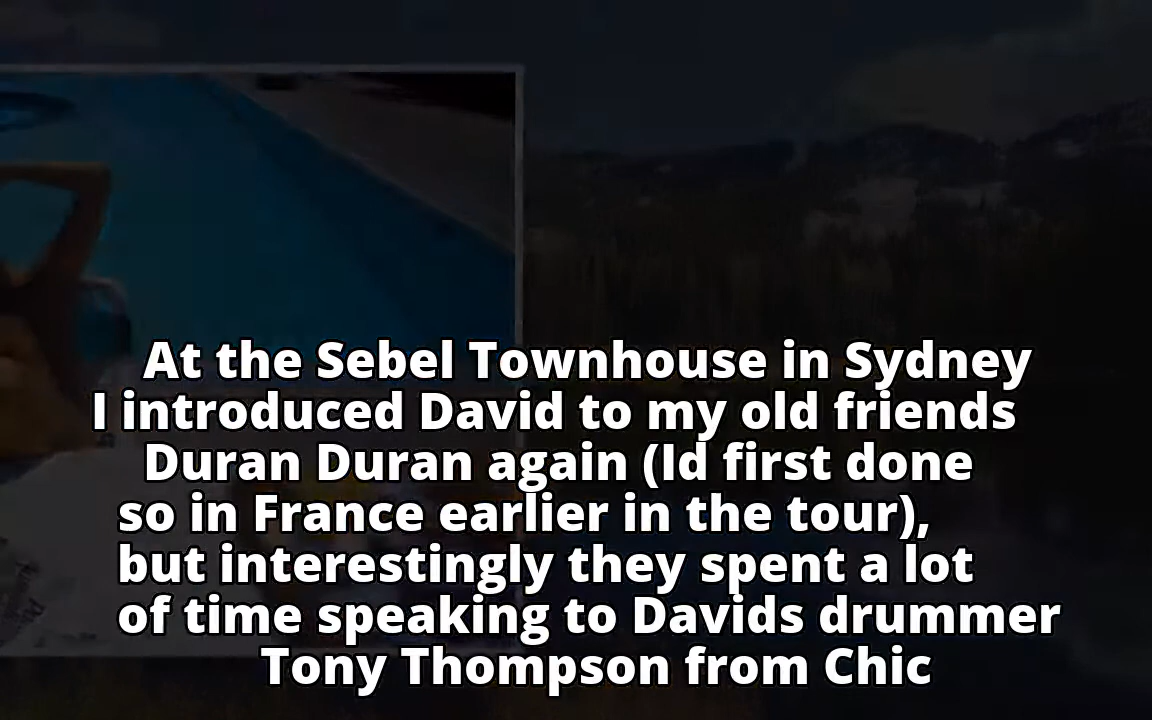 At the Sebel Townhouse in Sydney
I introduced David to my old friends
Duran Duran again (Id first done
so in France earlier in the tour),
but interestingly they spent a lot
of time speaking to Davids drummer
Tony Thompson from Chic